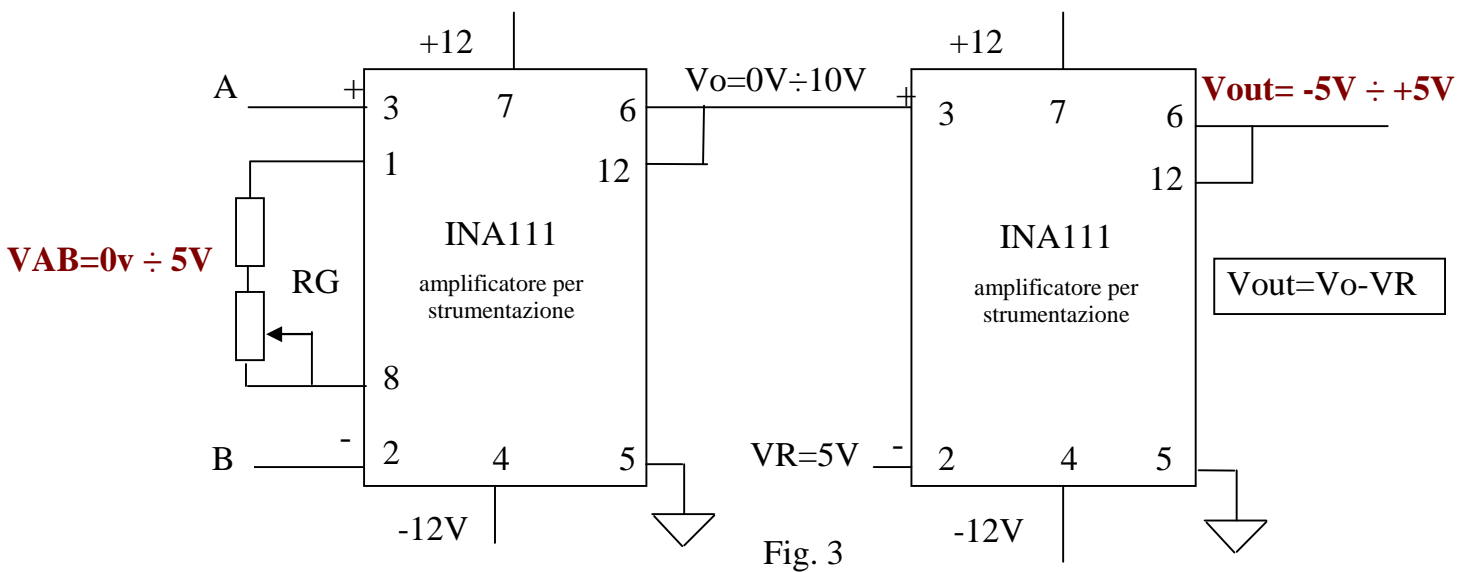 +12
+12
A
+
3
7
6
Vo=0V÷10V
+
3
7
6
Vout= -5V ÷ +5V
1
12
12
VAB=0v ÷ 5V
RG
INA111
amplificatore per
strumentazione
INA111
amplificatore per
strumentazione
Vout=Vo-VR
8
B
-
2
4
5
VR=5V
-
2
4
5
-12V
-12V
Fig. 3